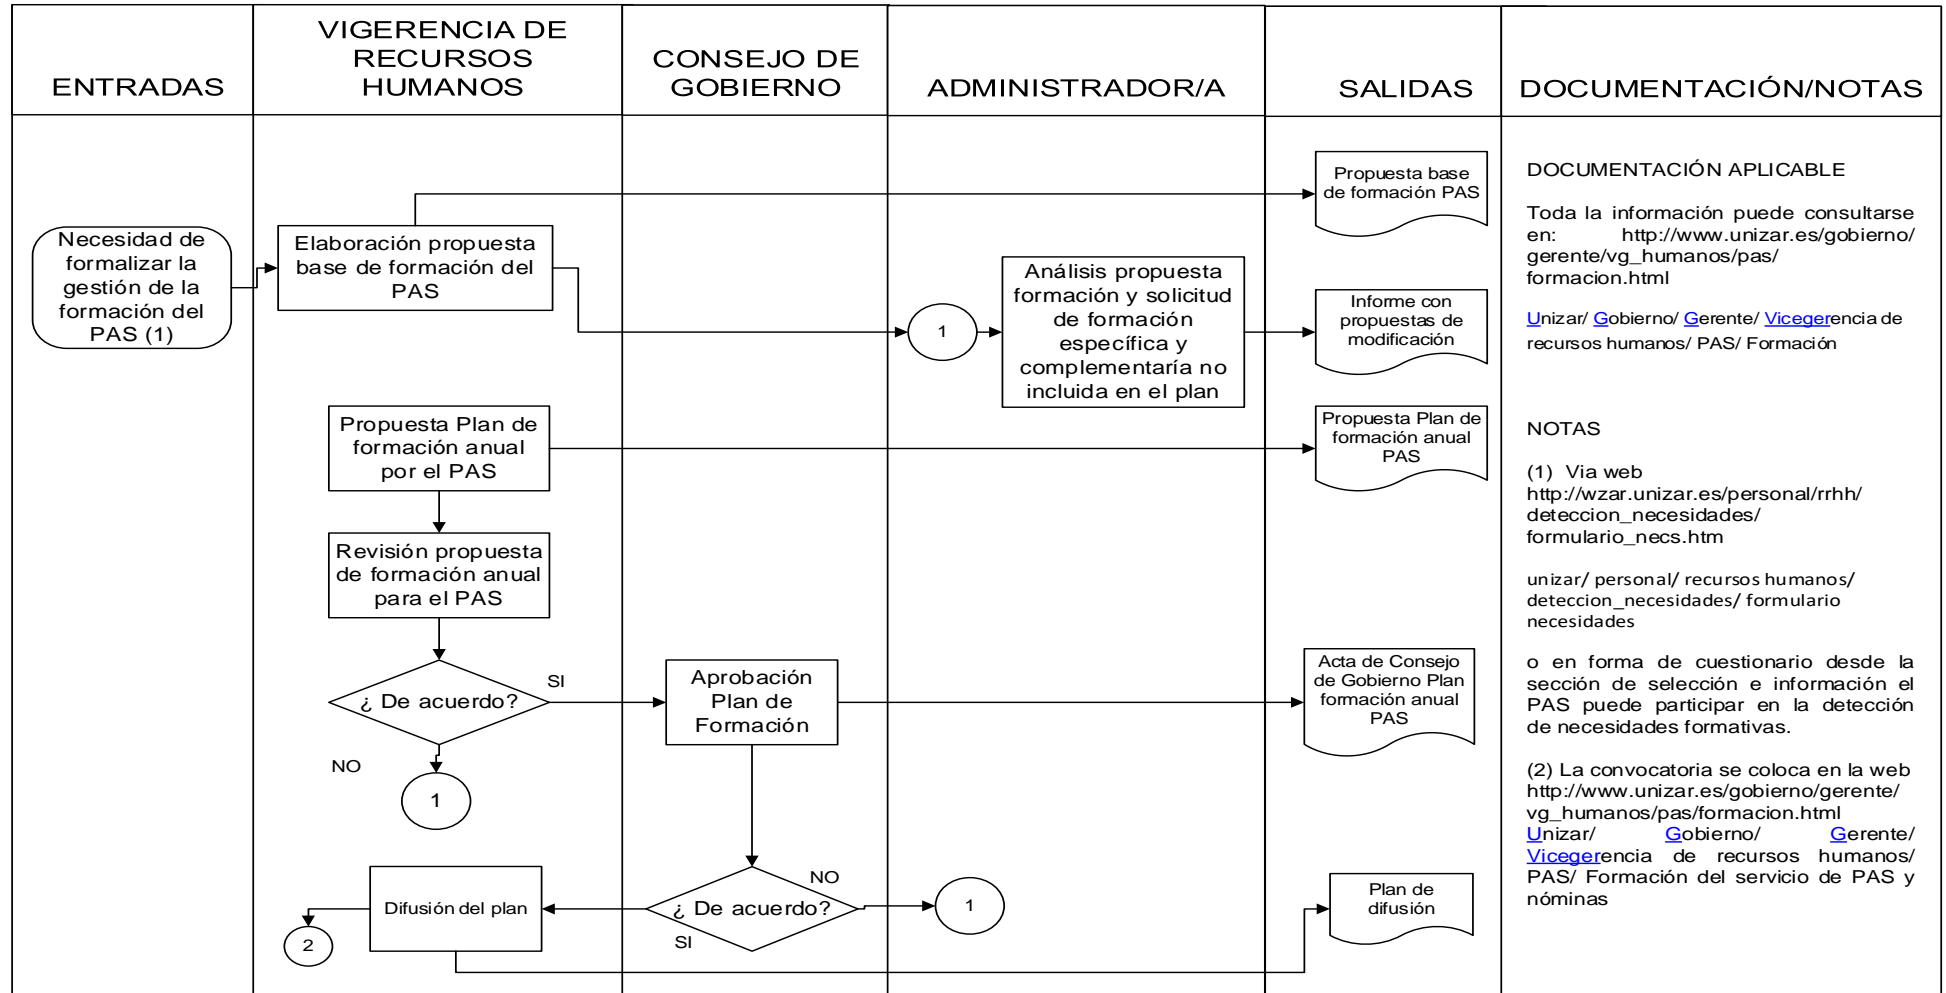 ENTRADAS
VIGERENCIA DE
RECURSOS
HUMANOS
CONSEJO DE
GOBIERNO
ADMINISTRADOR/A
SALIDAS
DOCUMENTACIÓN/NOTAS
Necesidad de
formalizar la
gestión de la
formación del
PAS (1)
Elaboración propuesta
base de formación del
PAS
1
Análisis propuesta
formación y solicitud
de formación
específica y
complementaría no
incluida en el plan
Propuesta base
de formación PAS
Informe con
propuestas de
modificación
Propuesta Plan de
formación anual
por el PAS
Propuesta Plan de
formación anual
PAS
Revisión propuesta
de formación anual
para el PAS
¿ De acuerdo?
SI
NO
1
Aprobación
Plan de
Formación
Acta de Consejo
de Gobierno Plan
formación anual
PAS
¿ De acuerdo?
NO
SI
1
Difusión del plan
2
Plan de
difusión
DOCUMENTACIÓN APLICABLE
Toda la información puede consultarse
en: http://www.unizar.es/gobierno/
gerente/vg_humanos/pas/
formacion.html
Unizar/ Gobierno/ Gerente/ Vicegerencia de
recursos humanos/ PAS/ Formación
NOTAS
(1) Via web
http://wzar.unizar.es/personal/rrhh/
deteccion_necesidades/
formulario_necs.htm
unizar/ personal/ recursos humanos/
deteccion_necesidades/ formulario
necesidades
o en forma de cuestionario desde la
sección de selección e información el
PAS puede participar en la detección
de necesidades formativas.
(2) La convocatoria se coloca en la web
http://www.unizar.es/gobierno/gerente/
vg_humanos/pas/formacion.html
Unizar/ Gobierno/ Gerente/
Vicegerencia de recursos humanos/
PAS/ Formación del servicio de PAS y
nóminas